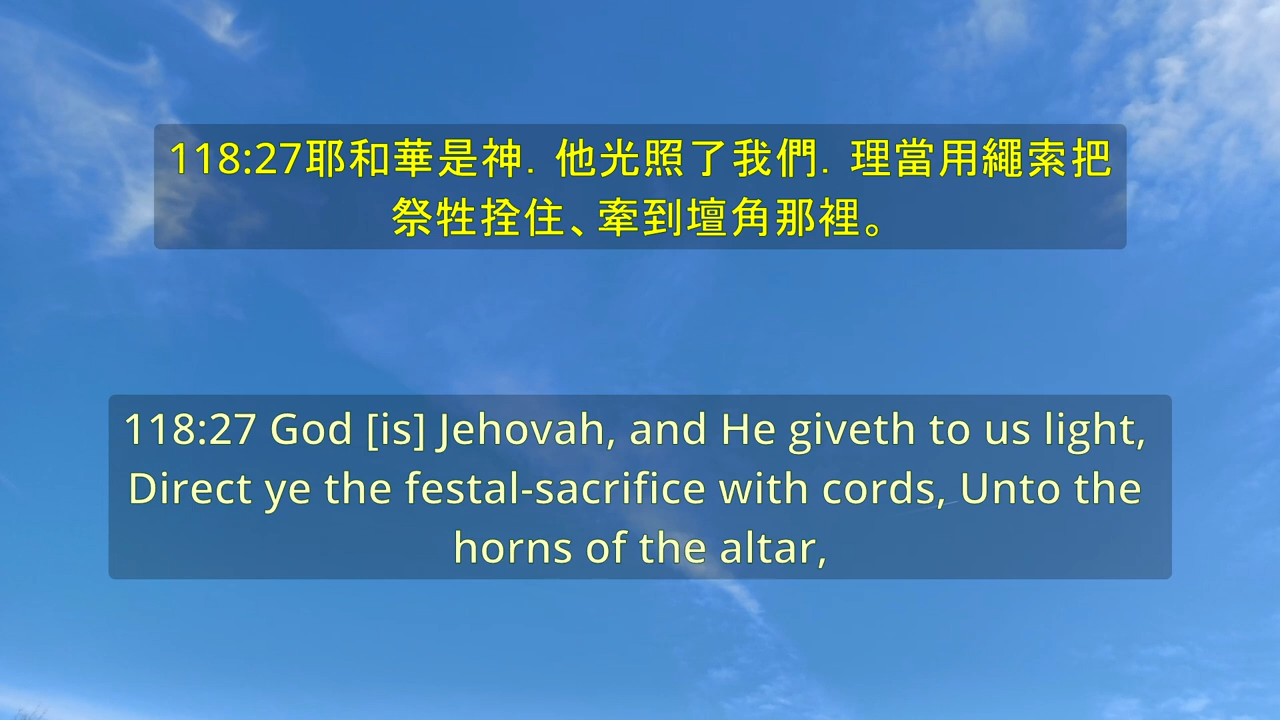 118:27耶和華是神．他光照了我們．理當用繩索把
祭牲拴住、牽到壇角那裡。
118:27 God [is] Jehovah, and He giveth to us light,
Direct ye the festal-sacrifice with cords, Unto the
horns of the altar,